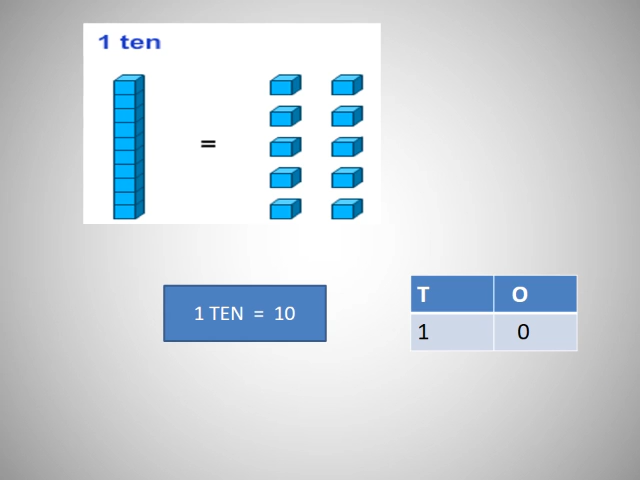 1 ten
=
1 TEN = 10
T O
1 0